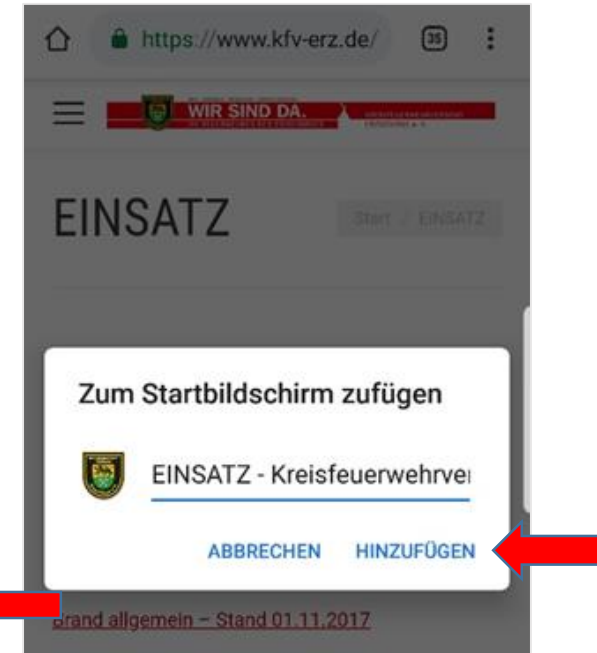 https://www.kfv-erz.de/ 35
WIR SIND DA.
EINSATZ
Start / EINSATZ
Zum Startbildschirm zufügen
EINSATZ - Kreisfeuerwehrver
ABBRECHEN HINZUFÜGEN
Brand allgemein – Stand 01.11.2017